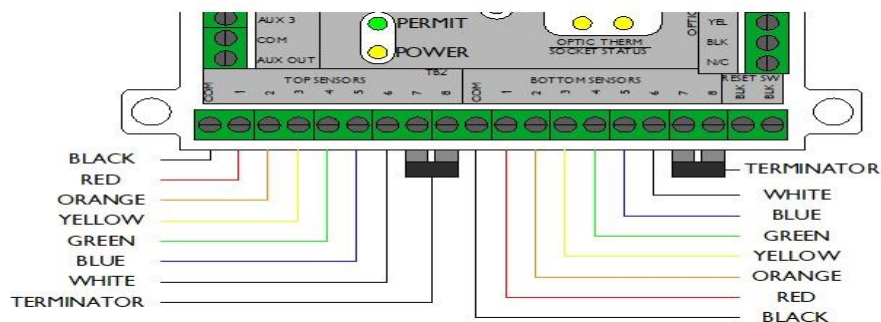 AUX 3
COM
AUX OUT
PERMIT
POWER
OPTIC THERM
SOCKET STATUS
OPTIC
YEL
BLK
N/C
TOP SENSORS
TB2
BOTTOM SENSORS
RESET SW
COM 1 2 3 4 5 6 7 8 COM 1 2 3 4 5 6 7 8 BLK BLK
BLACK
RED
ORANGE
YELLOW
GREEN
BLUE
WHITE
TERMINATOR
TERMINATOR
WHITE
BLUE
GREEN
YELLOW
ORANGE
RED
BLACK